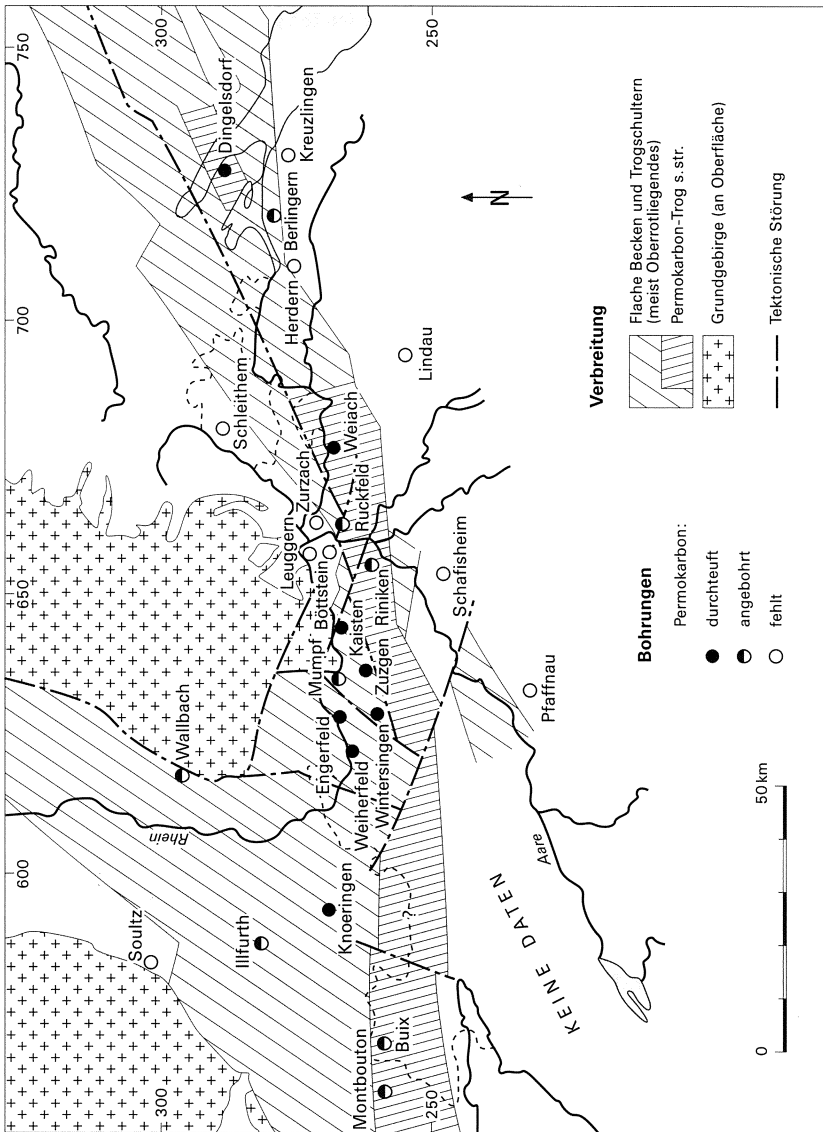 600
650
700
750
300
300
250
250
Soultz
Illfurth
Knoeringen
Montbouton
Buix
?
Rhein
Wallbach
Engerfeld
Weiherfeld
Wintersingen
Mumpf
Kaisten
Zuzgen
Leuggern
Böttstein
Riniken
Zurzach
Ruckfeld
Weiach
Schleitheim
Herdern
Berlingern
Dingelsdorf
Kreuzlingen
Lindau
Schafisheim
Pfaffnau
Aare
KEINE DATEN
N
0
50 km
Bohrungen
Permokarbon:
durchteuft
angebohrt
fehlt
Verbreitung
Flache Becken und Trogschultern
(meist Oberrotliegendes)
Permokarbon-Trog s.str.
Grundgebirge (an Oberfläche)
Tektonische Störung